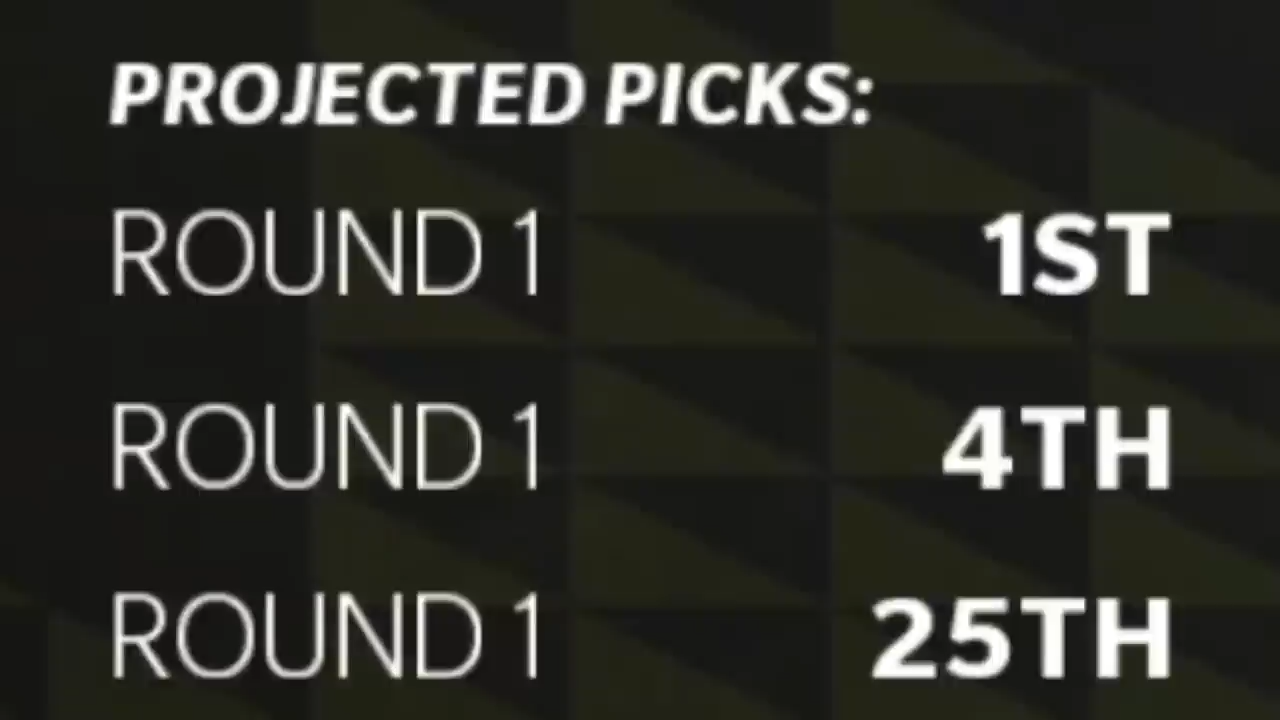 PROJECTED PICKS:
ROUND 1 1ST
ROUND 1 4TH
ROUND 1 25TH